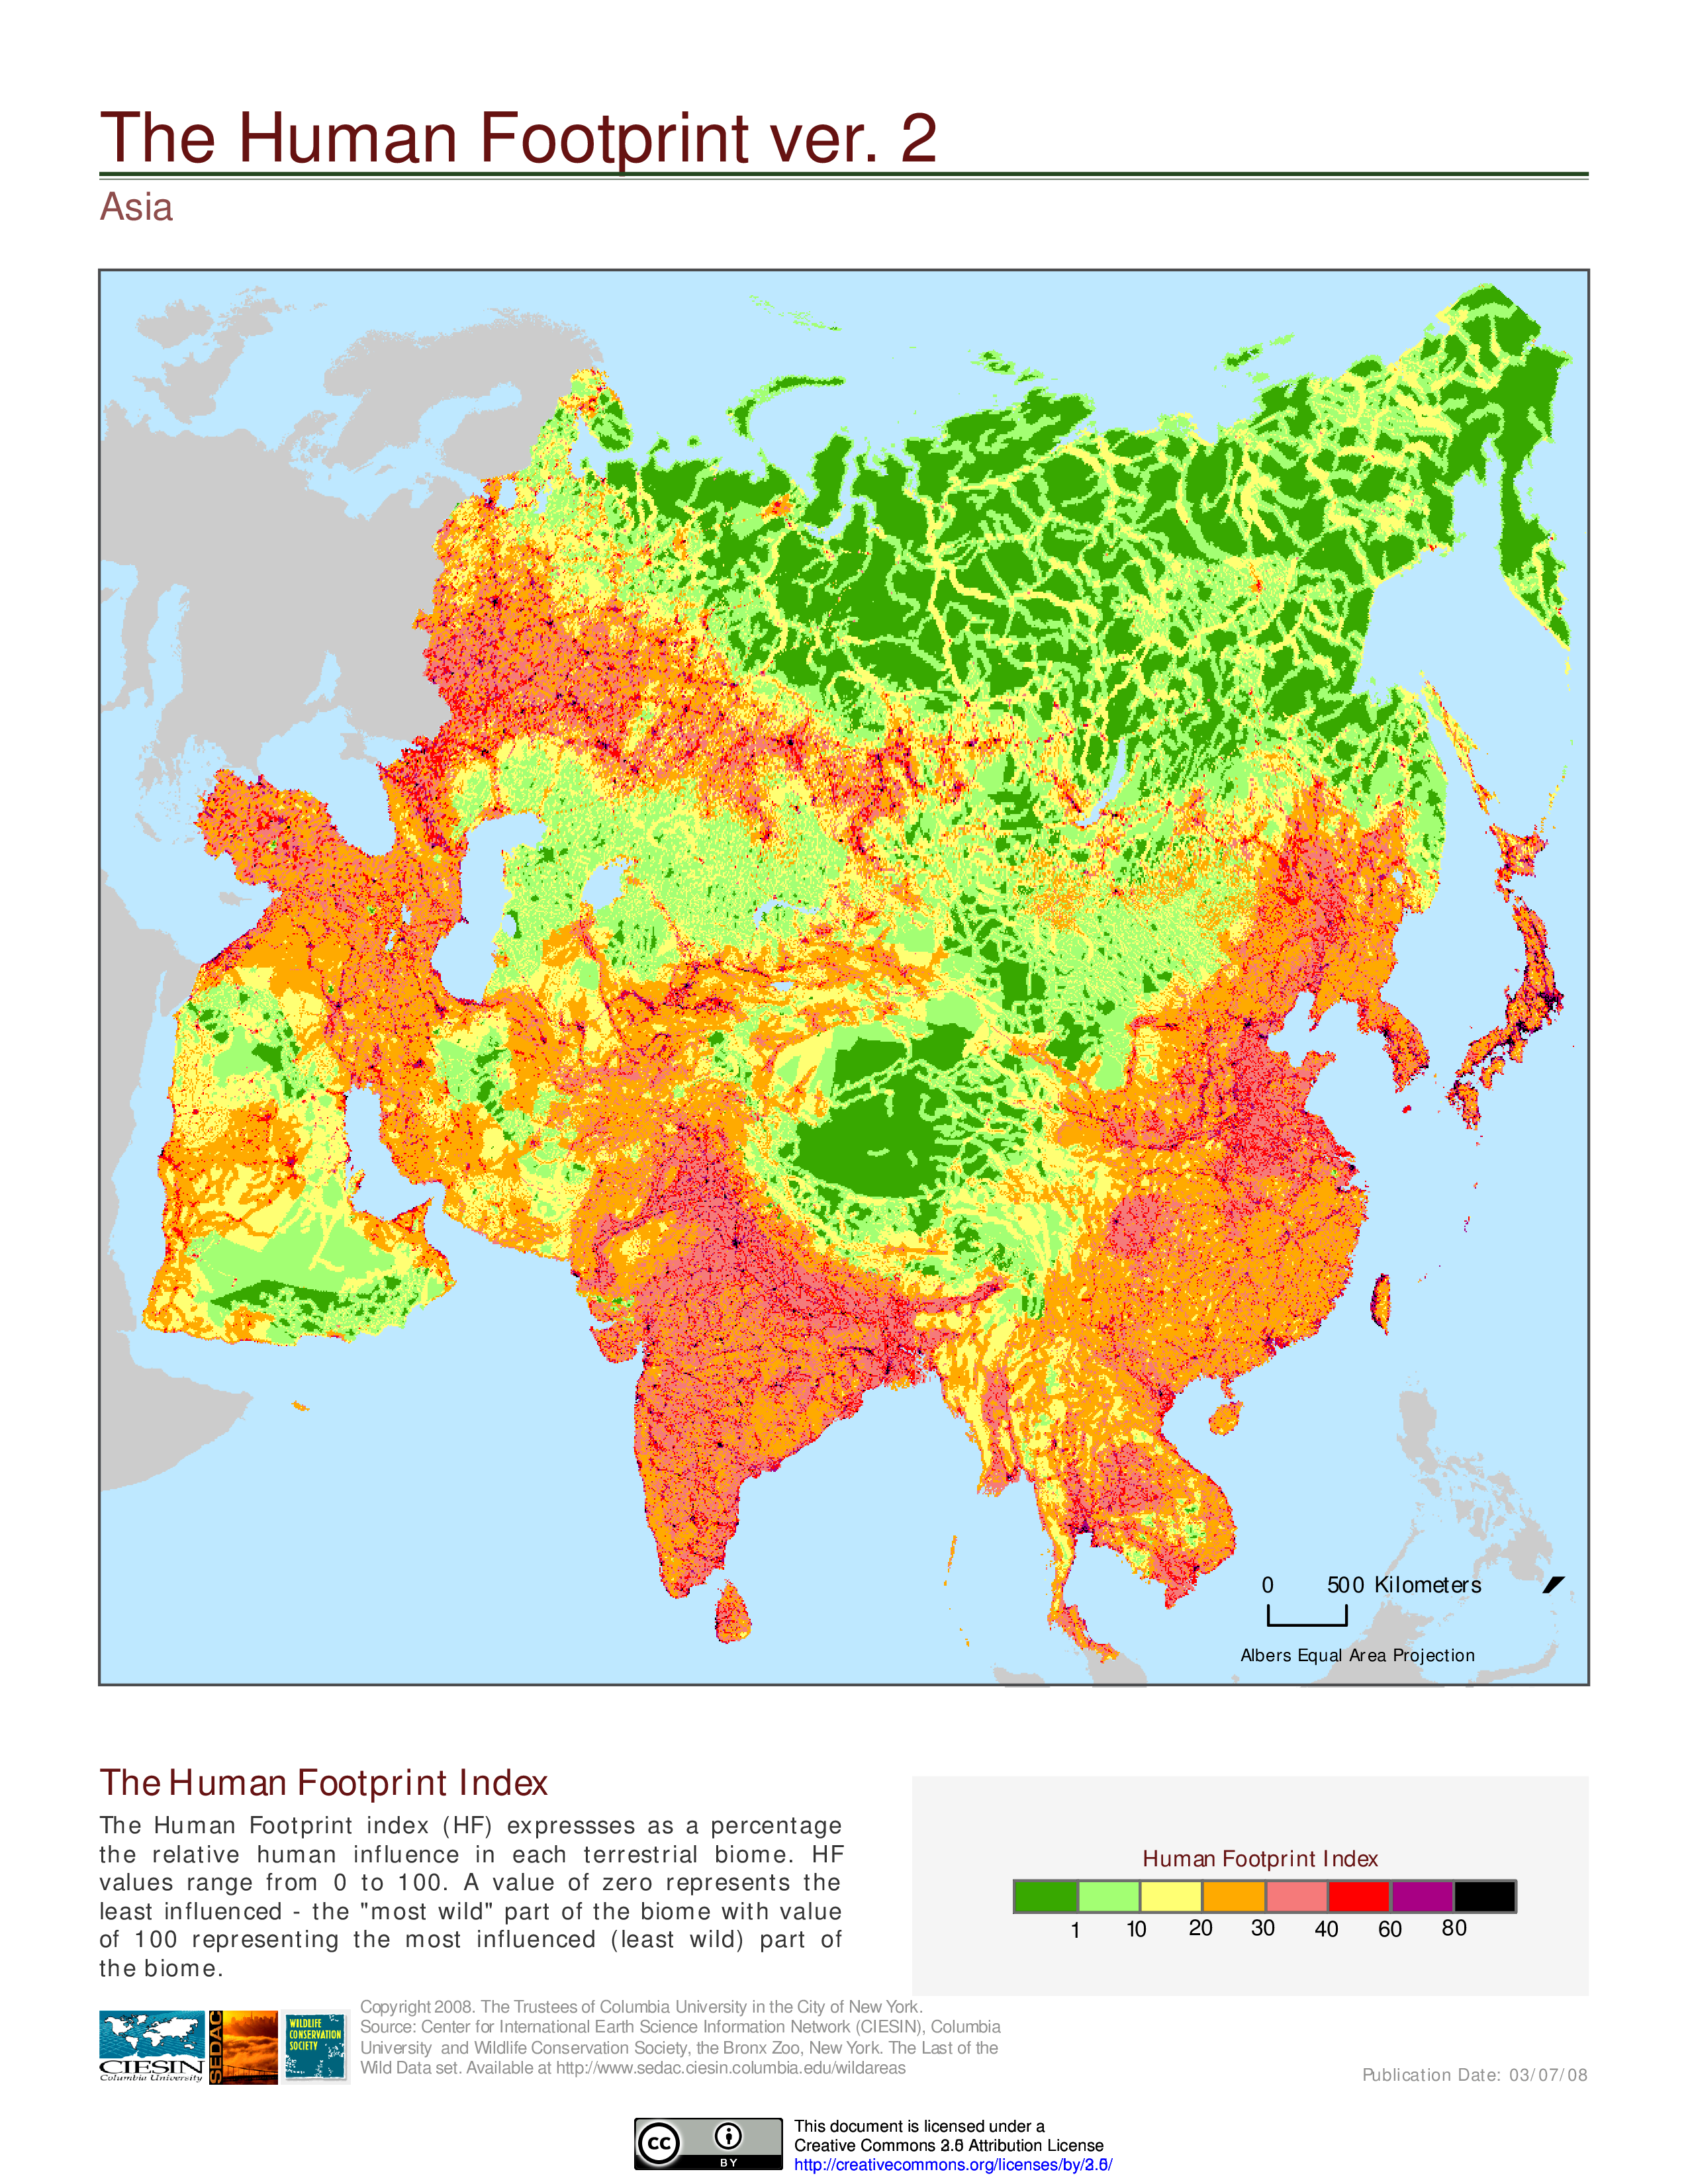 The Human Footprint ver. 2
Asia
0 500 Kilometers
Albers Equal Area Projection
The Human Footprint Index
The Human Footprint index (HF) expressses as a percentage
the relative human influence in each terrestrial biome. HF
values range from 0 to 100. A value of zero represents the
least influenced - the "most wild" part of the biome with value
of 100 representing the most influenced (least wild) part of
the biome.
Human Footprint Index
1 10 20 30 40 60 80
CIESIN
Columbia University
SEDAC
WILDLIFE
CONSERVATION
SOCIETY
Copyright 2008. The Trustees of Columbia University in the City of New York.
Source: Center for International Earth Science Information Network (CIESIN), Columbia
University and Wildlife Conservation Society, the Bronx Zoo, New York. The Last of the
Wild Data set. Available at http://www.sedac.ciesin.columbia.edu/wildareas
Publication Date: 03/07/08
cc
BY
This document is licensed under a
Creative Commons Attribution License
http://creativecommons.org/licenses/by/